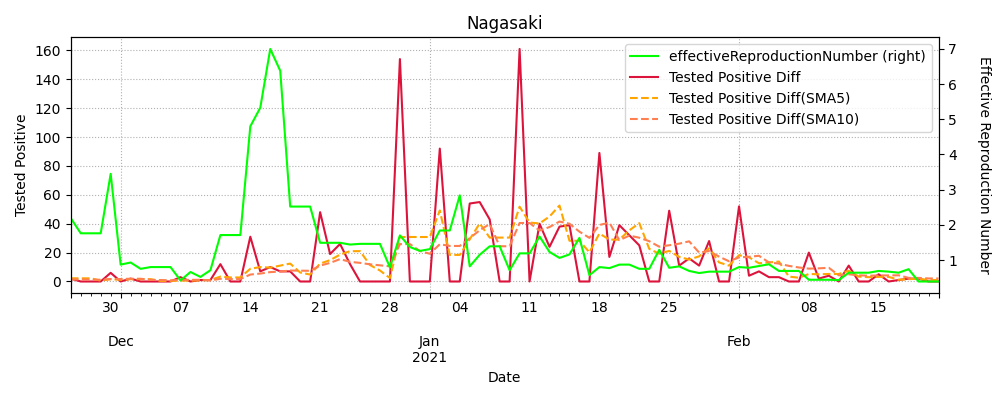 Nagasaki
effectiveReproductionNumber (right)
Tested Positive Diff
Tested Positive Diff(SMA5)
Tested Positive Diff(SMA10)
Tested Positive
160
140
120
100
80
60
40
20
0
7
6
5
4
3
2
1
Effective Reproduction Number
30 07 14 21 28 04 11 18 25 08 15
Dec Jan Feb
2021
Date